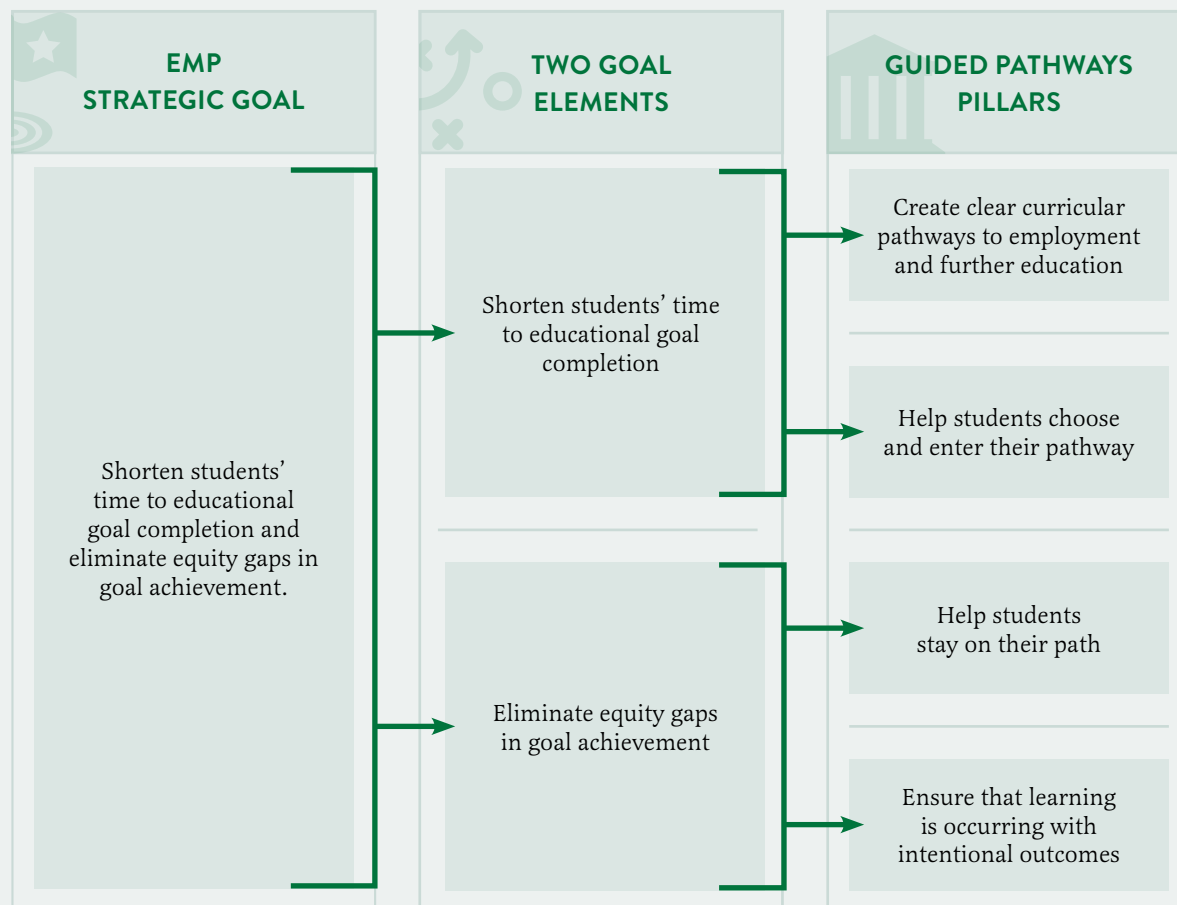 EMP
STRATEGIC GOAL
TWO GOAL
ELEMENTS
GUIDED PATHWAYS
PILLARS
Shorten students’
time to educational
goal completion and
eliminate equity gaps in
goal achievement.
Shorten students’ time
to educational goal
completion
Eliminate equity gaps
in goal achievement
Create clear curricular
pathways to employment
and further education
Help students choose
and enter their pathway
Help students
stay on their path
Ensure that learning
is occurring with
intentional outcomes